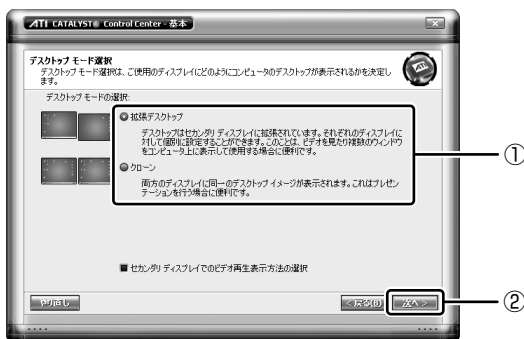 ATI CATALYST® Control Center - 基本
デスクトップ モード選択
デスクトップ モード選択は、ご使用のディスプレイにどのようにコンピュータのデスクトップが表示されるかを決定し
ます。
デスクトップ モードの選択:
拡張デスクトップ
デスクトップはセカンダリ ディスプレイに拡張されています。それぞれのディスプレイに
対して個別に設定することができます。このことは、ビデオを見たり複数のウィンドウ
をコンピュータ上に表示して使用する場合に便利です。
①
クローン
両方のディスプレイに同一のデスクトップ イメージが表示されます。これはプレゼン
テーションを行う場合に便利です。
セカンダリ ディスプレイでのビデオ再生表示方法の選択
やり直し
< 戻る(B)
次へ >
②